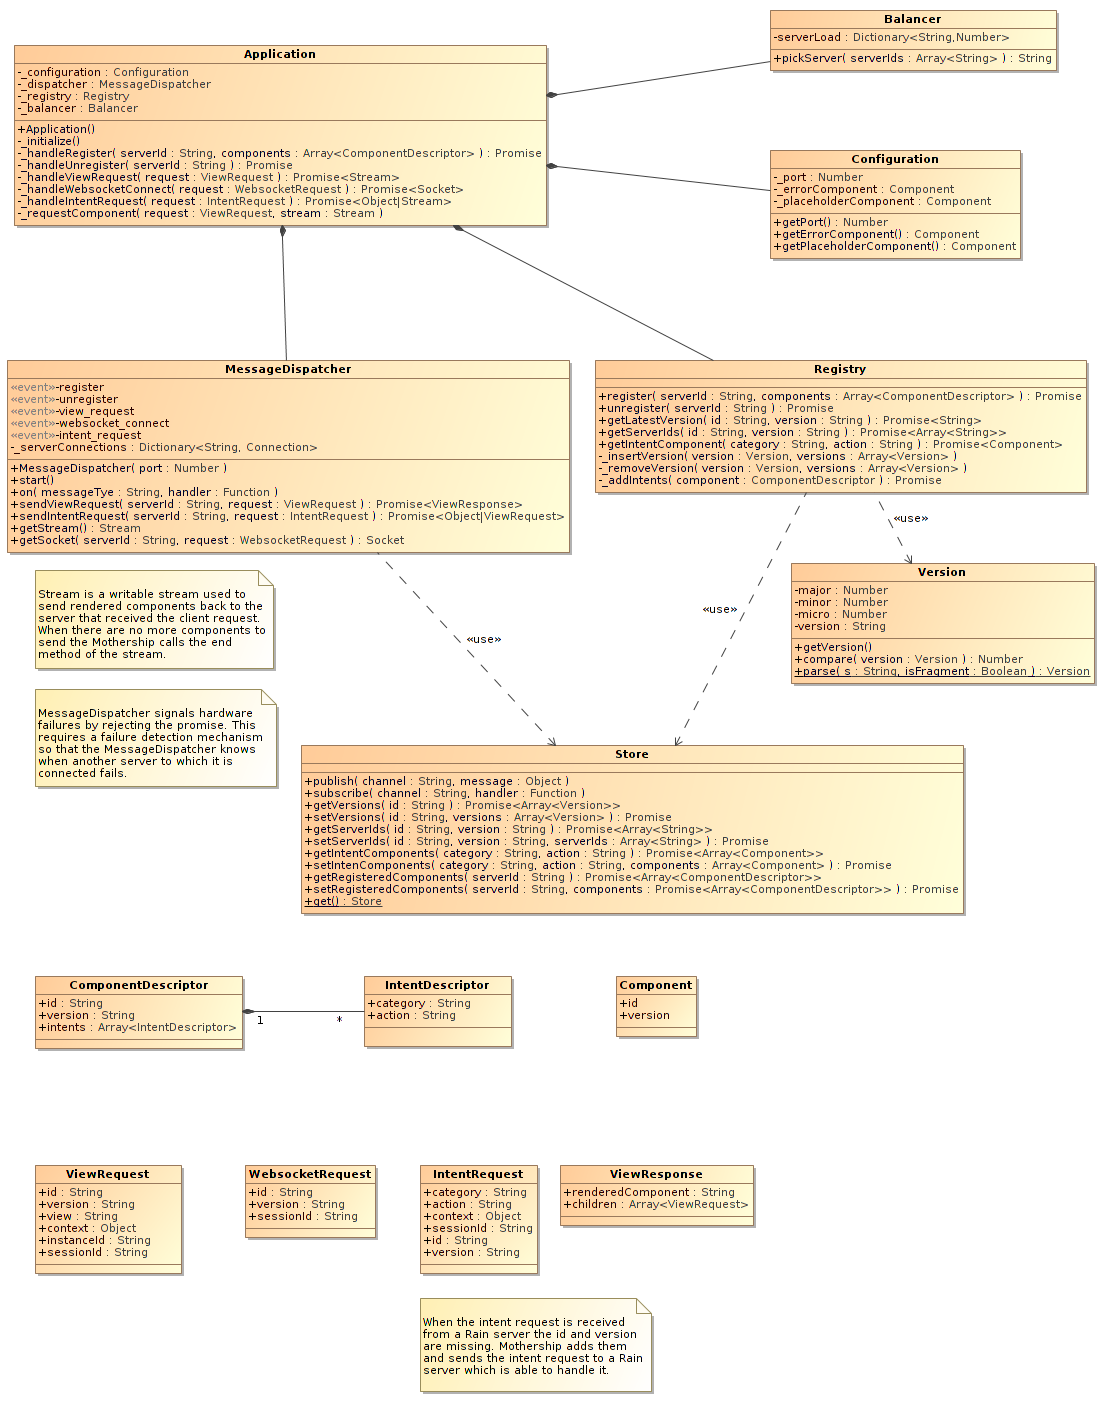 Balancer
-serverLoad : Dictionary<String,Number>
+pickServer( serverIds : Array<String> ) : String
Application
-_configuration : Configuration
-_dispatcher : MessageDispatcher
-_registry : Registry
-_balancer : Balancer
+Application()
-_initialize()
-_handleRegister( serverId : String, components : Array<ComponentDescriptor> ) : Promise
-_handleUnregister( serverId : String ) : Promise
-_handleViewRequest( request : ViewRequest ) : Promise<Stream>
-_handleWebsocketConnect( request : WebsocketRequest ) : Promise<Socket>
-_handleIntentRequest( request : IntentRequest ) : Promise<Object|Stream>
-_requestComponent( request : ViewRequest, stream : Stream )
Configuration
-_port : Number
-_errorComponent : Component
-_placeholderComponent : Component
+getPort() : Number
+getErrorComponent() : Component
+getPlaceholderComponent() : Component
MessageDispatcher
«event»-register
«event»-unregister
«event»-view_request
«event»-websocket_connect
«event»-intent_request
-_serverConnections : Dictionary<String, Connection>
+MessageDispatcher( port : Number )
+start()
+on( messageTye : String, handler : Function )
+sendViewRequest( serverId : String, request : ViewRequest ) : Promise<ViewResponse>
+sendIntentRequest( serverId : String, request : IntentRequest ) : Promise<Object|ViewRequest>
+getStream() : Stream
+getSocket( serverId : String, request : WebsocketRequest ) : Socket
Registry
+register( serverId : String, components : Array<ComponentDescriptor> ) : Promise
+unregister( serverId : String ) : Promise
+getLatestVersion( id : String, version : String ) : Promise<String>
+getServerIds( id : String, version : String ) : Promise<Array<String>>
+getIntentComponent( category : String, action : String ) : Promise<Component>
-_insertVersion( version : Version, versions : Array<Version> )
-_removeVersion( version : Version, versions : Array<Version> )
-_addIntents( component : ComponentDescriptor ) : Promise
«use»
Version
-major : Number
-minor : Number
-micro : Number
-version : String
+getVersion()
+compare( version : Version ) : Number
+parse( s : String, isFragment : Boolean ) : Version
«use»
«use»
Stream is a writable stream used to
send rendered components back to the
server that received the client request.
When there are no more components to
send the Mothership calls the end
method of the stream.
MessageDispatcher signals hardware
failures by rejecting the promise. This
requires a failure detection mechanism
so that the MessageDispatcher knows
when another server to which it is
connected fails.
Store
+publish( channel : String, message : Object )
+subscribe( channel : String, handler : Function )
+getVersions( id : String ) : Promise<Array<Version>>
+setVersions( id : String, versions : Array<Version> ) : Promise
+getServerIds( id : String, version : String ) : Promise<Array<String>>
+setServerIds( id : String, version : String, serverIds : Array<String> ) : Promise
+getIntentComponents( category : String, action : String ) : Promise<Array<Component>>
+setIntenComponents( category : String, action : String, components : Array<Component> ) : Promise
+getRegisteredComponents( serverId : String ) : Promise<Array<ComponentDescriptor>>
+setRegisteredComponents( serverId : String, components : Promise<Array<ComponentDescriptor>> ) : Promise
+get() : Store
ComponentDescriptor
+id : String
+version : String
+intents : Array<IntentDescriptor>
1
*
IntentDescriptor
+category : String
+action : String
Component
+id
+version
ViewRequest
+id : String
+version : String
+view : String
+context : Object
+instanceId : String
+sessionId : String
WebsocketRequest
+id : String
+version : String
+sessionId : String
IntentRequest
+category : String
+action : String
+context : Object
+sessionId : String
+id : String
+version : String
ViewResponse
+renderedComponent : String
+children : Array<ViewRequest>
When the intent request is received
from a Rain server the id and version
are missing. Mothership adds them
and sends the intent request to a Rain
server which is able to handle it.